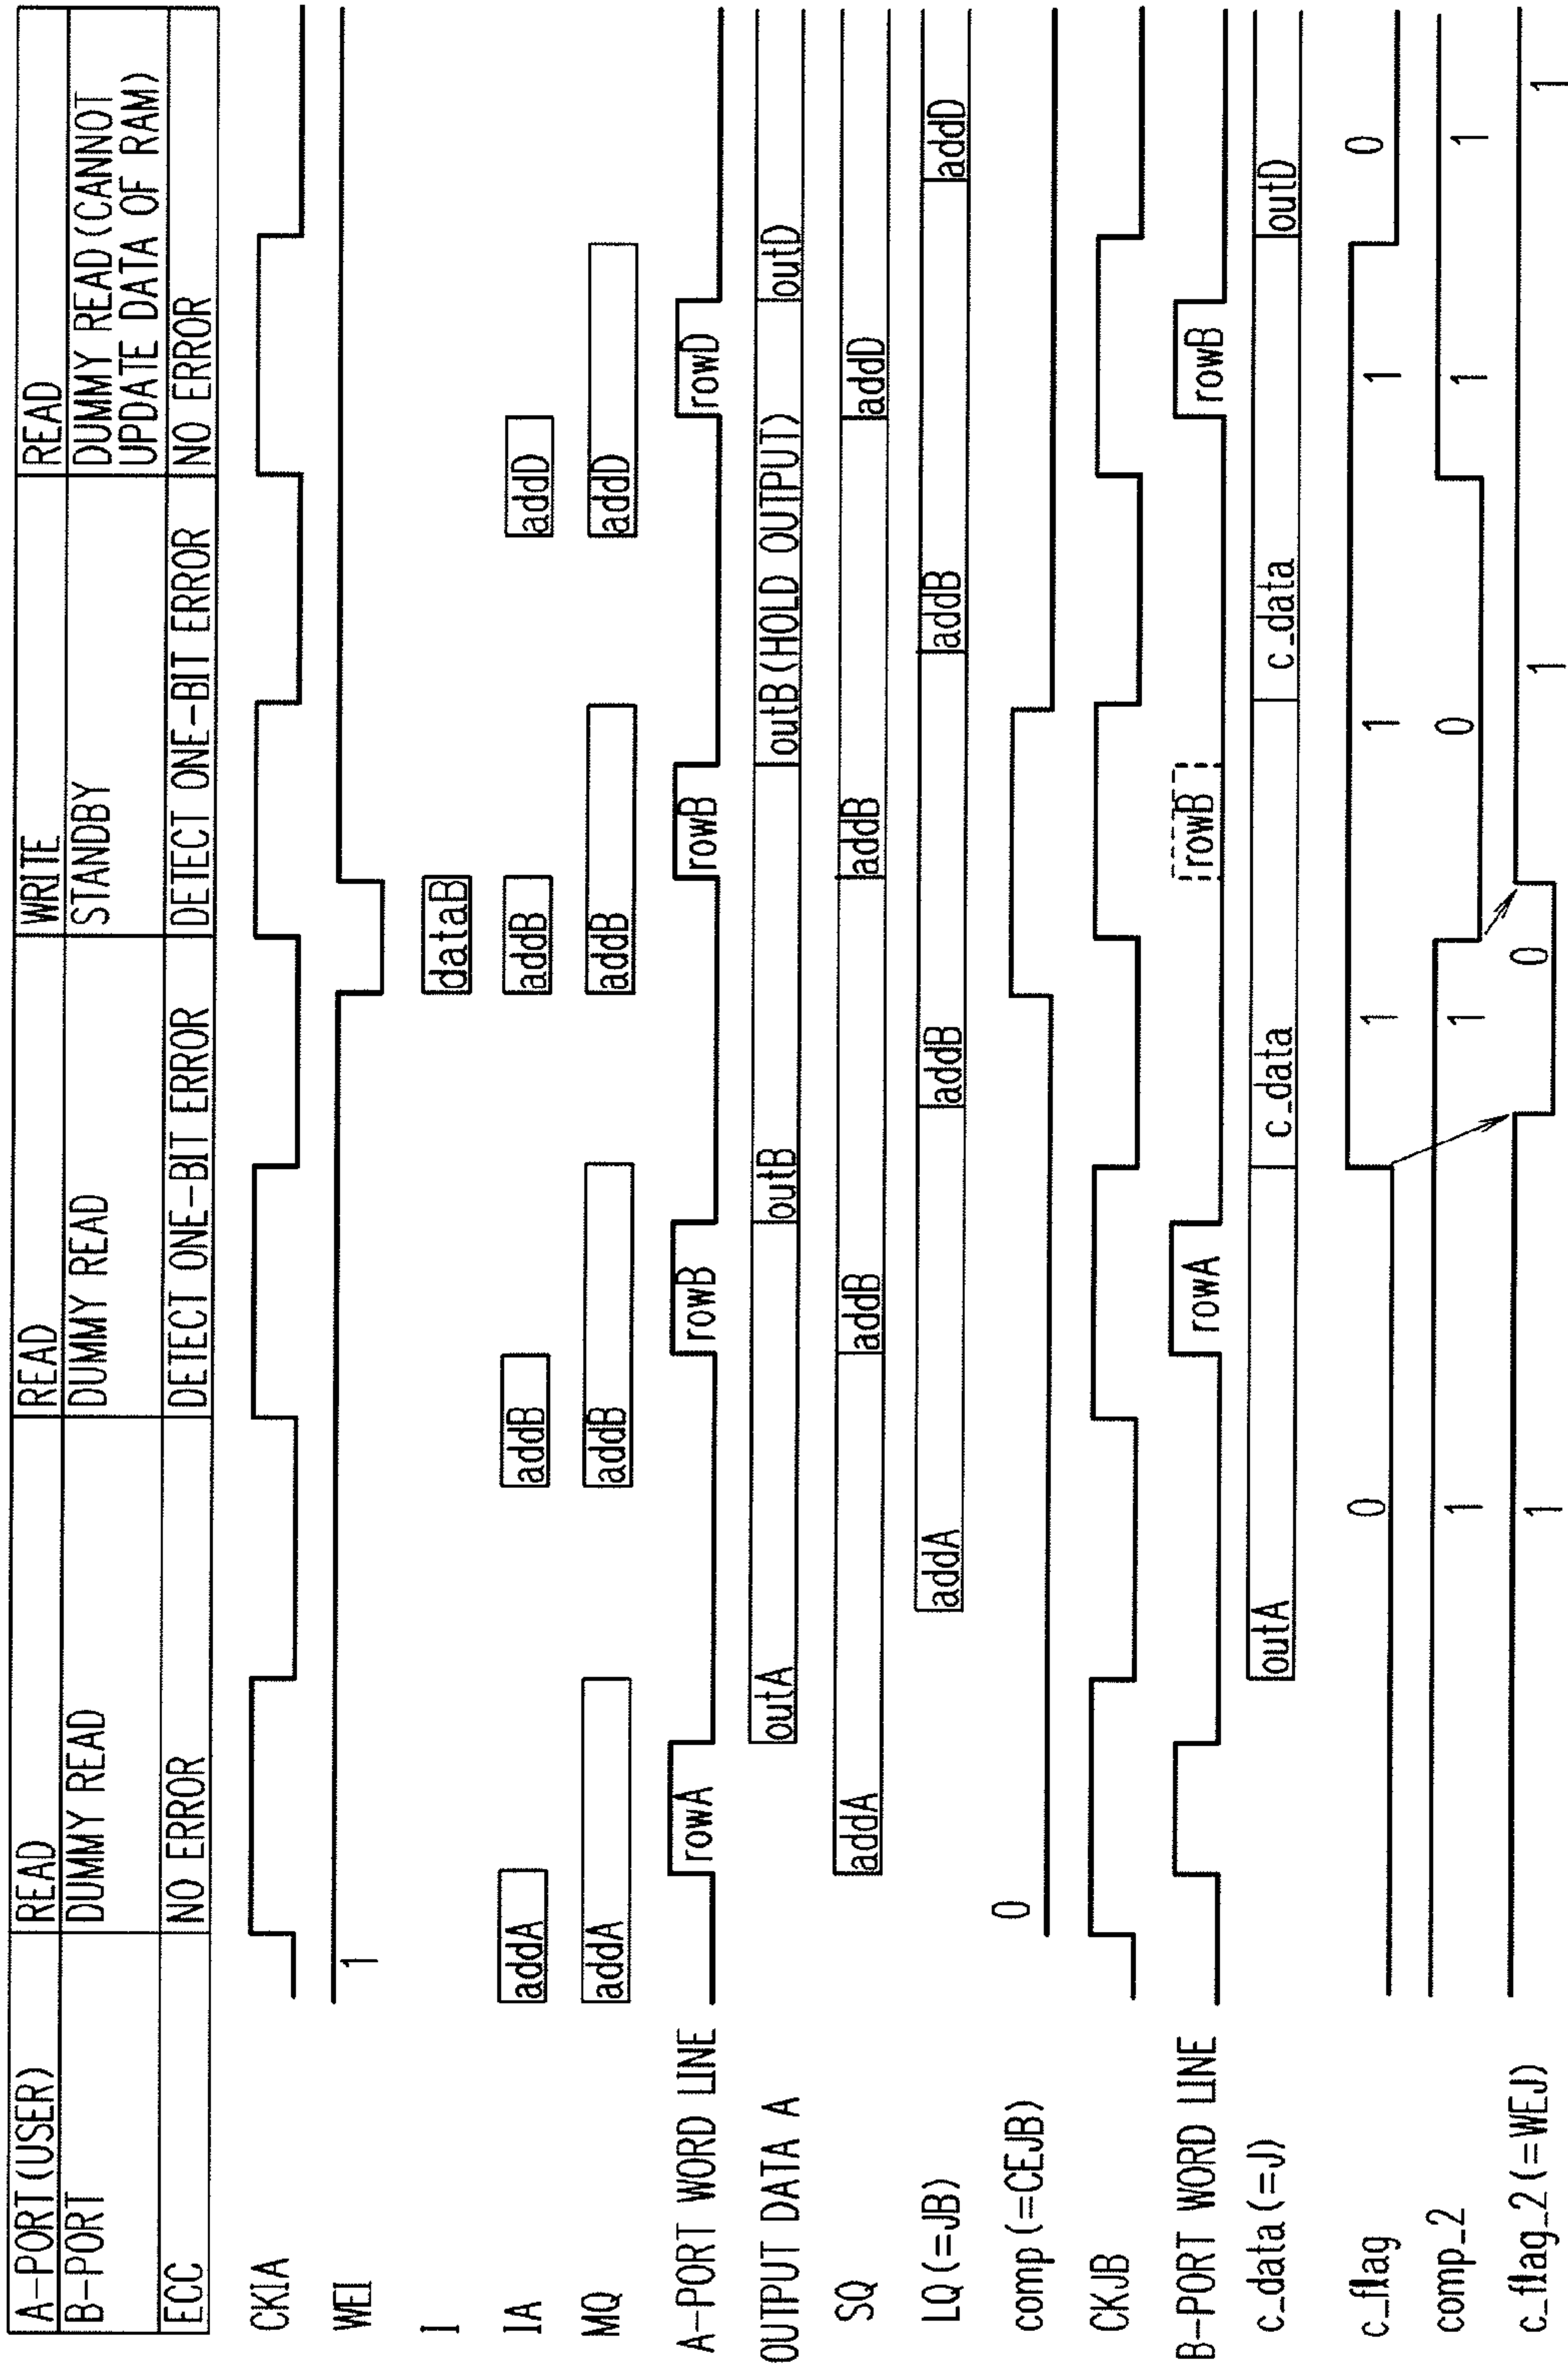 A-PORT(USER) READ READ WRITE READ
B-PORT DUMMY READ DUMMY READ STANDBY DUMMY READ(CANNOT
UPDATE DATA OF RAM)
ECC NO ERROR DETECT ONE-BIT ERROR DETECT ONE-BIT ERROR NO ERROR
CKIA
WEI 1
I dataB
IA addA addB addB addD
MQ addA addB addB addD
A-PORT WORD LINE rowA rowB rowB rowD
OUTPUT DATA A outA outB outB(HOLD OUTPUT) outD
SQ addA addB addB addD
LQ(=JB) addA addB addB addD
comp(=CEJB) 0
CKJB
B-PORT WORD LINE rowA rowB rowB
c_data(=J) outA c_data c_data outD
c_flag 0 1 1 1 0
comp_2 1 1 0 1 1
c_flag_2(=WEJ) 1 0 1 1